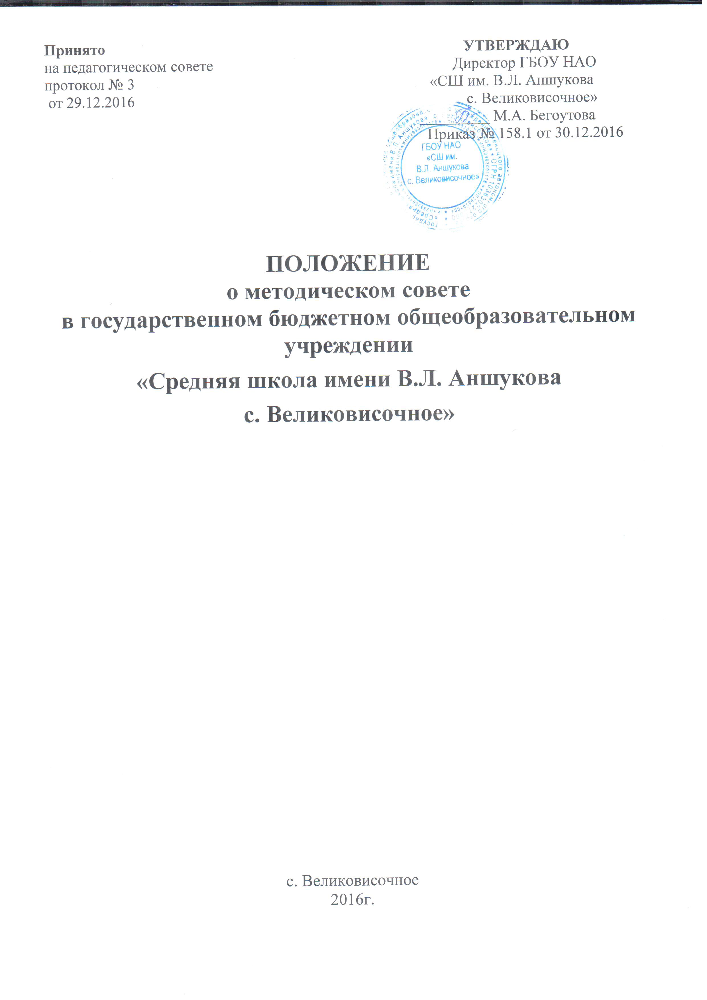 Принято
на педагогическом совете
протокол № 3
от 29.12.2016
УТВЕРЖДАЮ
Директор ГБОУ НАО
«СШ им. В.Л. Аншукова
с. Великовисочное»
М.А. Бегоутова
Приказ № 158.1 от 30.12.2016
ГБОУ НАО
«СШ им.
В.Л. Аншукова
с. Великовисочное»
ПОЛОЖЕНИЕ
о методическом совете
в государственном бюджетном общеобразовательном
учреждении
«Средняя школа имени В.Л. Аншукова
с. Великовисочное»
с. Великовисочное
2016г.